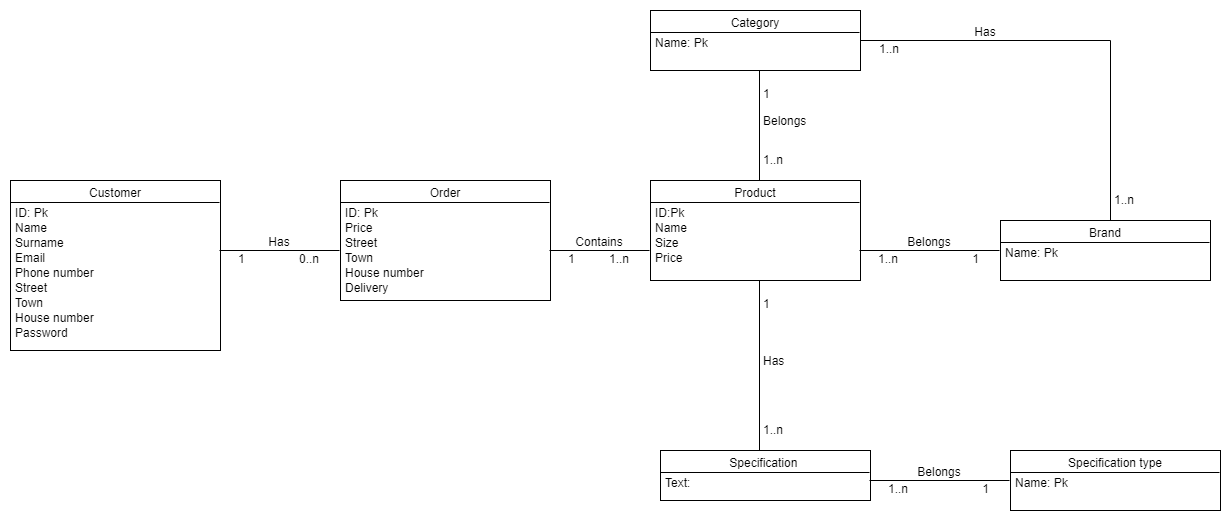 Category
Name: Pk
Has
1..n
1
Belongs
1..n
1..n
Customer
ID: Pk
Name
Surname
Email
Phone number
Street
Town
House number
Password
Has
1
0..n
Order
ID: Pk
Price
Street
Town
House number
Delivery
Contains
1
1..n
Product
ID:Pk
Name
Size
Price
Belongs
1..n
1
Brand
Name: Pk
1
Has
1..n
Specification
Text:
Belongs
1..n
1
Specification type
Name: Pk